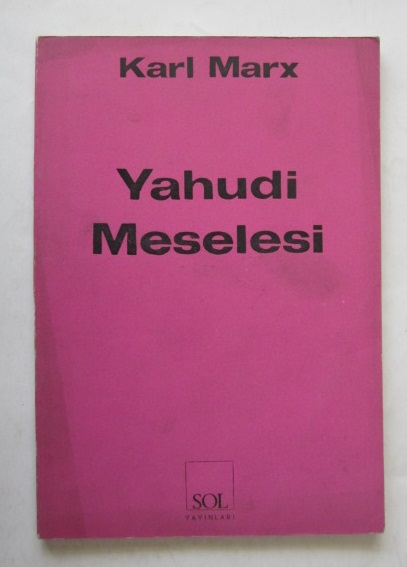 Karl Marx
Yahudi
Meselesi
SOL
YAYINLARI